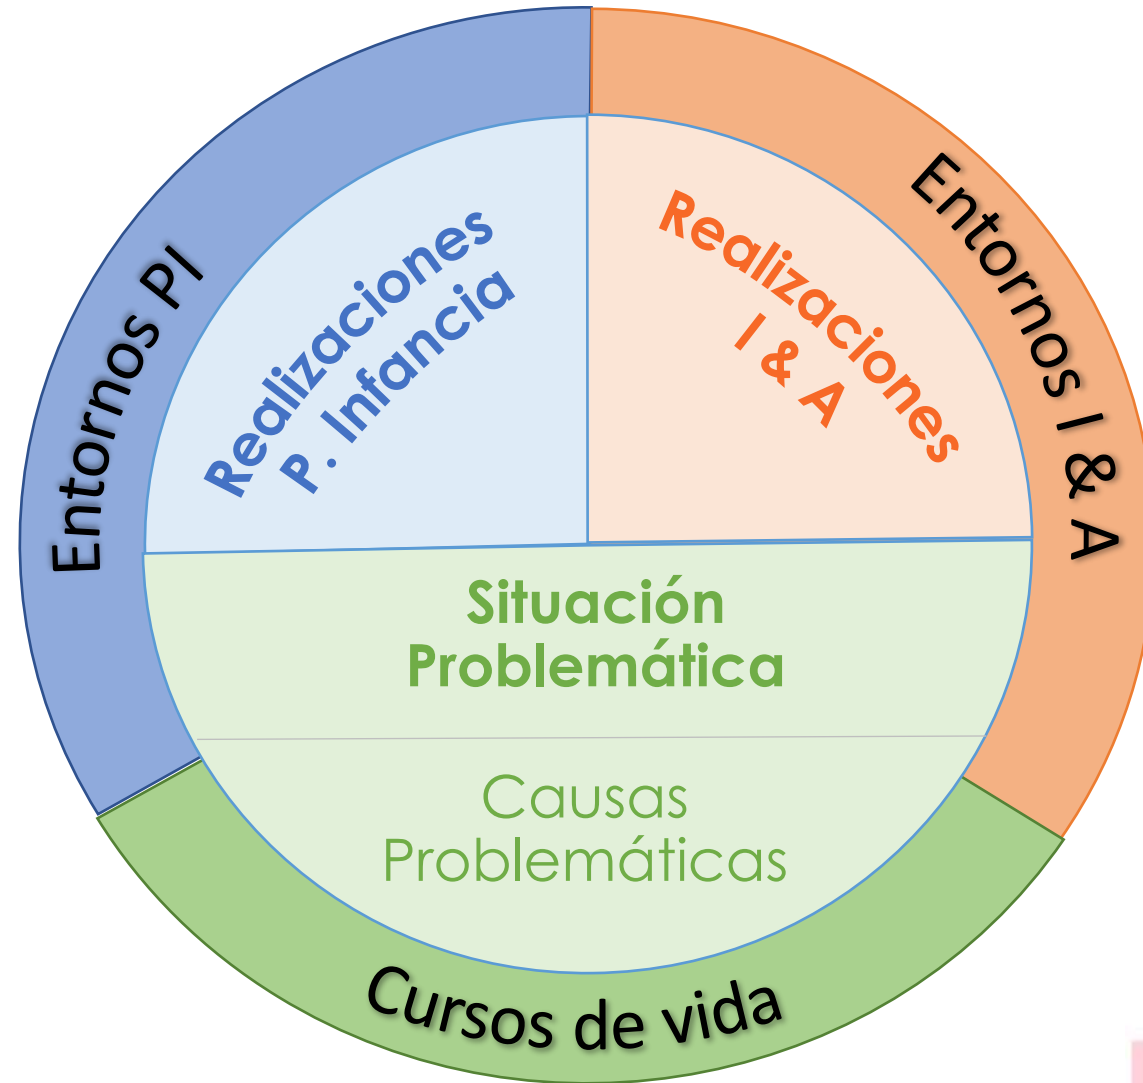 Entornos PI
Realizaciones
P. Infancia
Realizaciones
I & A
Entornos I & A
Situación
Problemática
Causas
Problemáticas
Cursos de vida